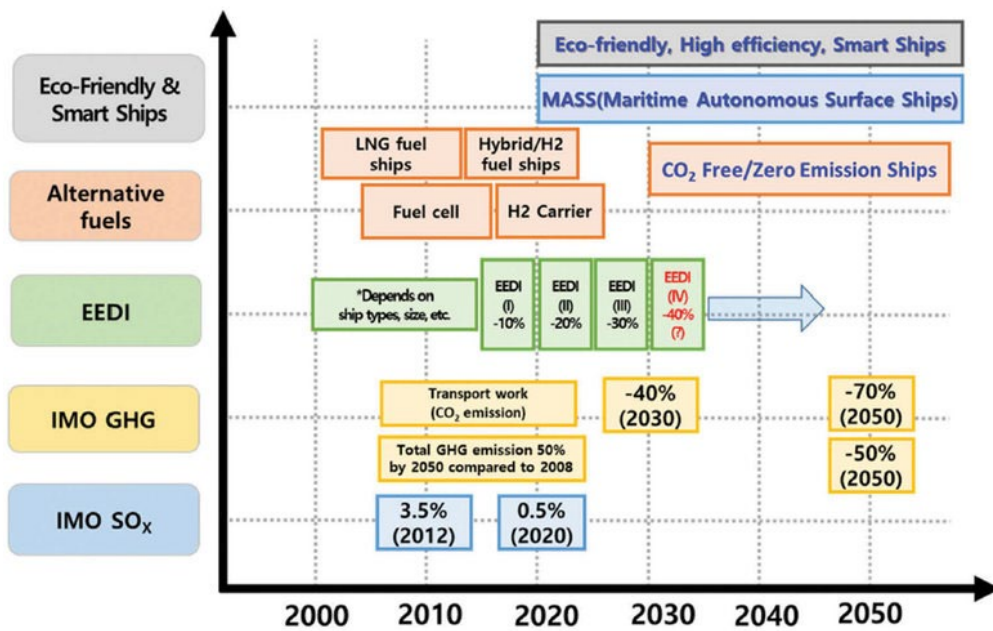 Eco-friendly, High efficiency, Smart Ships
Eco-Friendly &
Smart Ships
MASS(Maritime Autonomous Surface Ships)
LNG fuel
ships
Hybrid/H2
fuel ships
CO₂ Free/Zero Emission Ships
Alternative
fuels
Fuel cell
H2 Carrier
EEDI
*Depends on
ship types, size, etc.
EEDI
(I)
-10%
EEDI
(II)
-20%
EEDI
(III)
-30%
EEDI
(IV)
-40%
(?)
IMO GHG
Transport work
(CO₂ emission)
-40%
(2030)
-70%
(2050)
Total GHG emission 50%
by 2050 compared to 2008
-50%
(2050)
IMO SOₓ
3.5%
(2012)
0.5%
(2020)
2000
2010
2020
2030
2040
2050